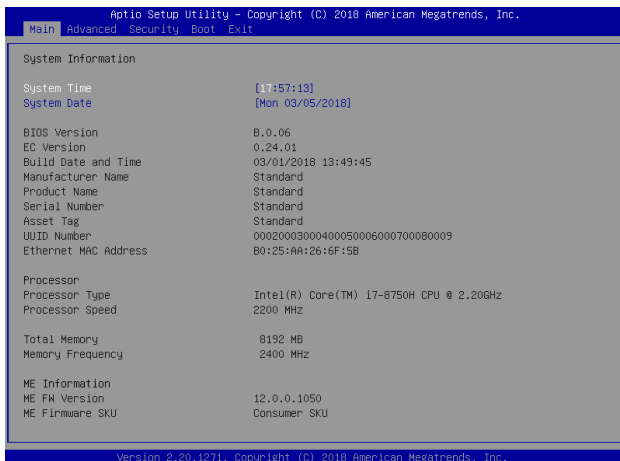 Aptio Setup Utility – Copyright (C) 2018 American Megatrends, Inc.
Main Advanced Security Boot Exit
System Information
System Time [17:57:13]
System Date [Mon 03/05/2018]
BIOS Version B.0.06
EC Version 0.24.01
Build Date and Time 03/01/2018 13:49:45
Manufacturer Name Standard
Product Name Standard
Serial Number Standard
Asset Tag Standard
UUID Number 00020003000400050006000700080009
Ethernet MAC Address B0:25:AA:26:6F:5B
Processor
Processor Type Intel(R) Core(TM) i7-8750H CPU @ 2.20GHz
Processor Speed 2200 MHz
Total Memory 8192 MB
Memory Frequency 2400 MHz
ME Information
ME FW Version 12.0.0.1050
ME Firmware SKU Consumer SKU
Version 2.20.1271. Copyright (C) 2018 American Megatrends, Inc.